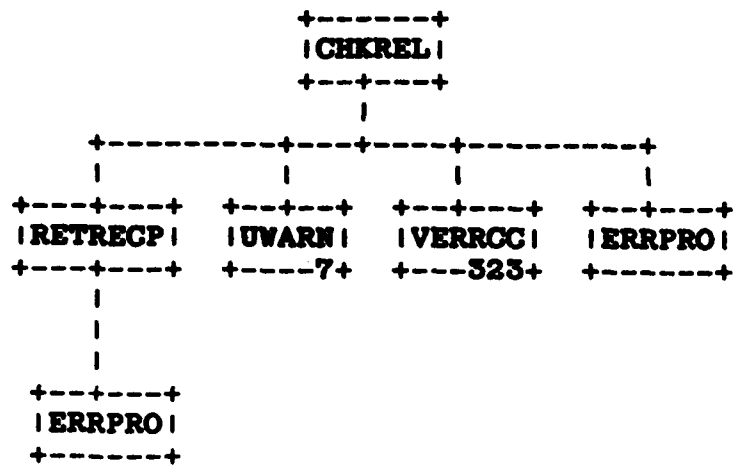 CHKREL
RETRECP UWARN VERRCC ERRPRO
7 323
ERRPRO